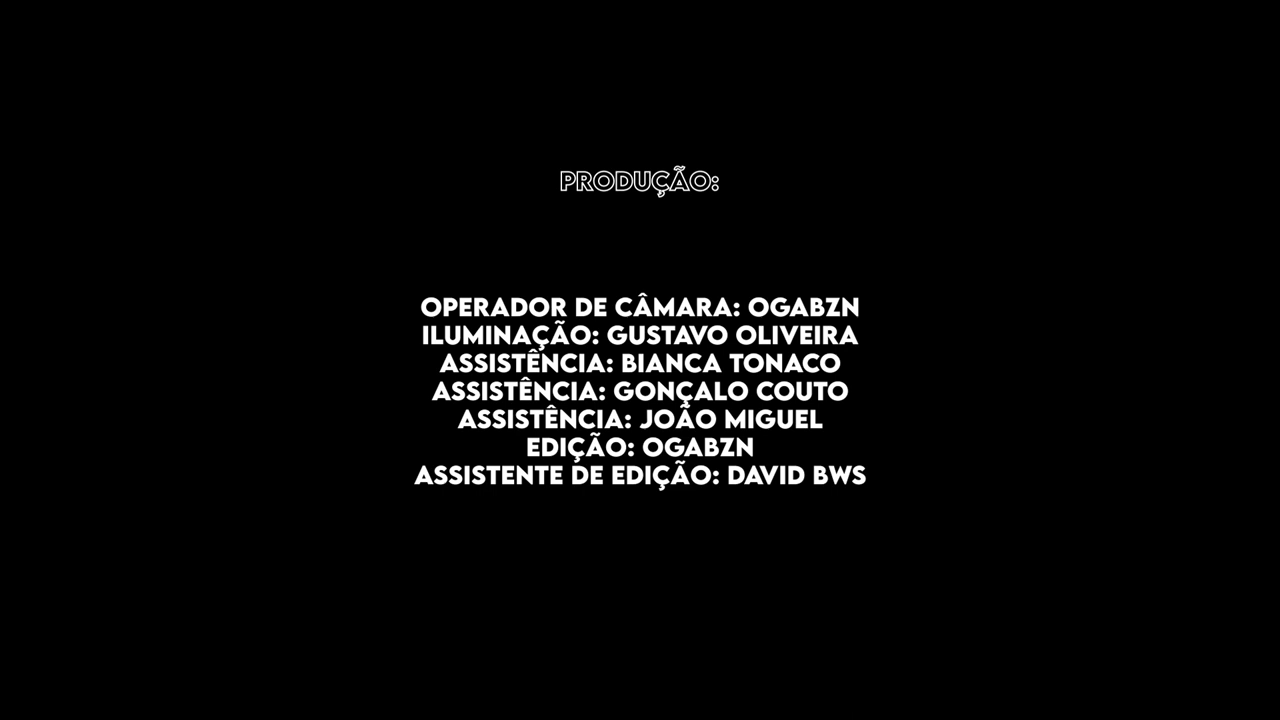 PRODUÇÃO:
OPERADOR DE CÂMARA: OGABZN
ILUMINAÇÃO: GUSTAVO OLIVEIRA
ASSISTÊNCIA: BIANCA TONACO
ASSISTÊNCIA: GONÇALO COUTO
ASSISTÊNCIA: JOÃO MIGUEL
EDIÇÃO: OGABZN
ASSISTENTE DE EDIÇÃO: DAVID BWS